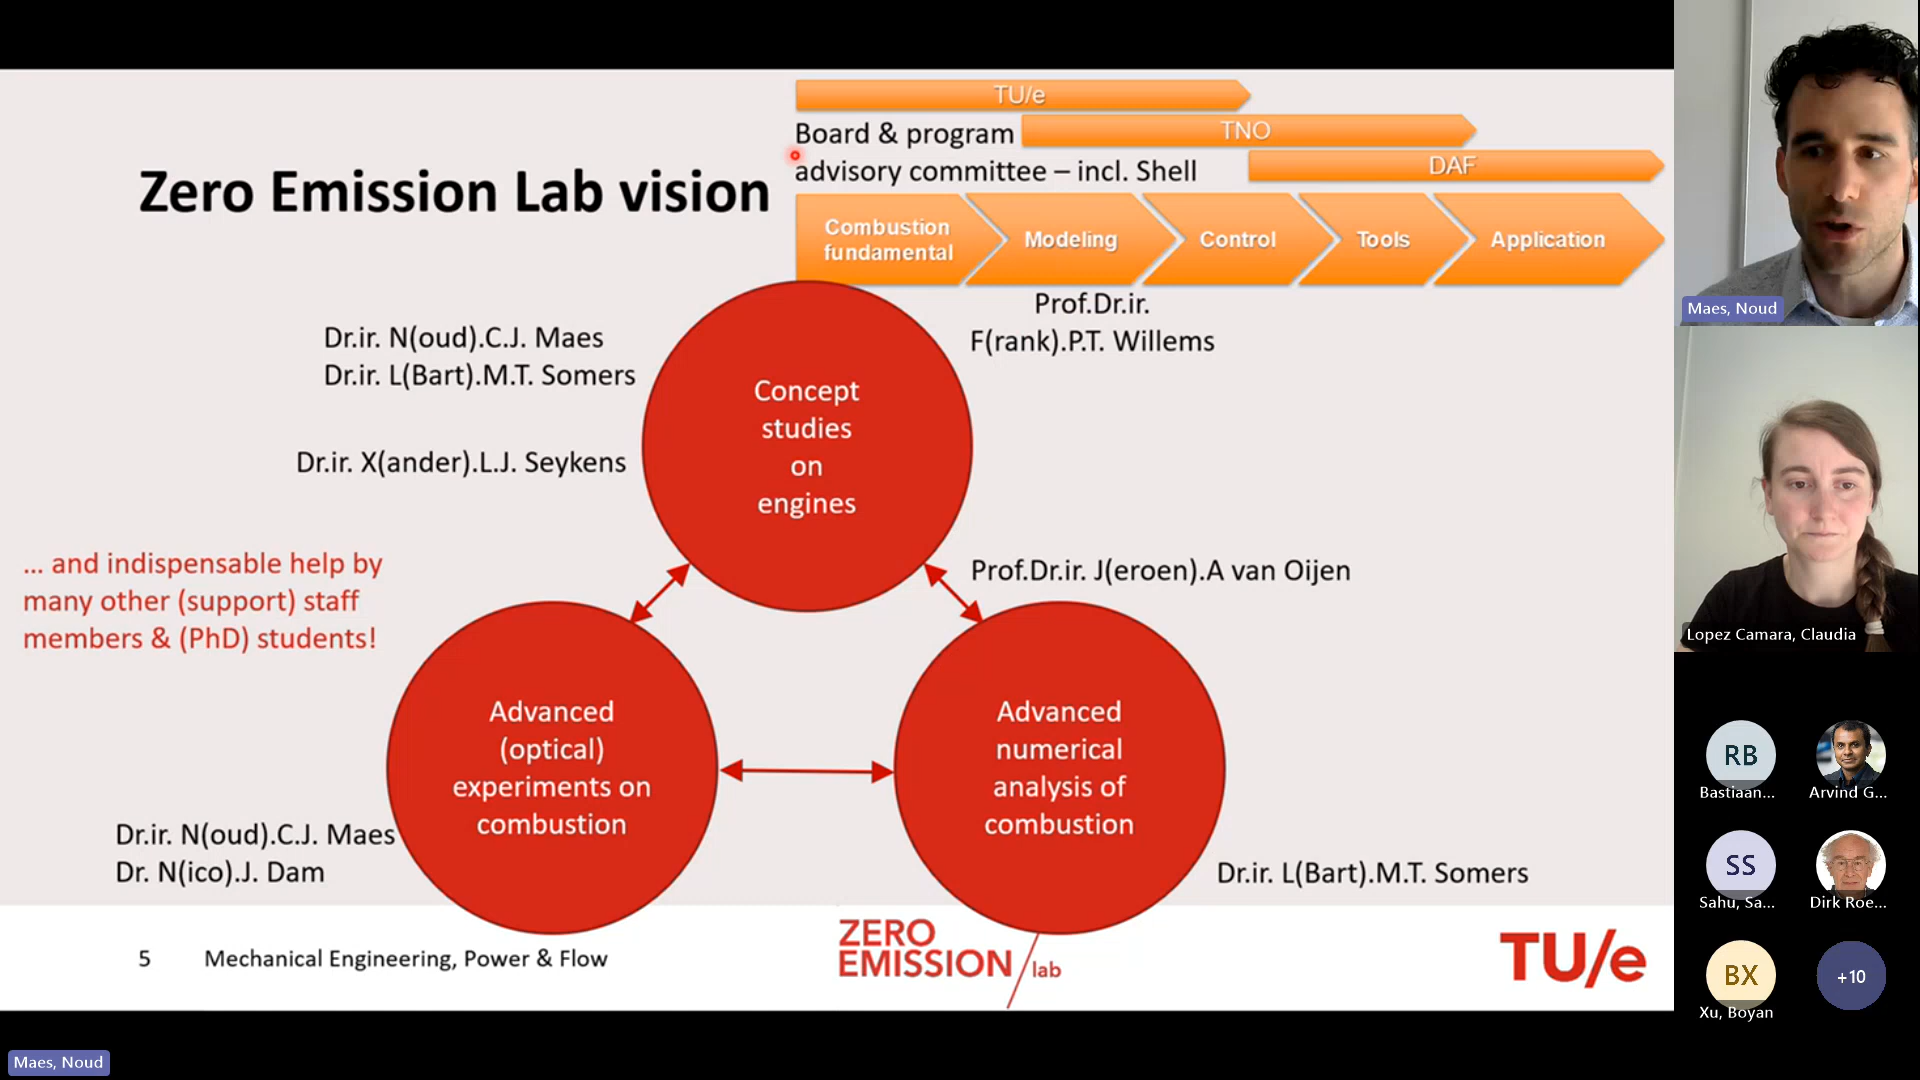 TU/e
Board & program
TNO
advisory committee – incl. Shell
DAF
Zero Emission Lab vision
Combustion
fundamental
Modeling
Control
Tools
Application
Prof.Dr.ir.
F(rank).P.T. Willems
Dr.ir. N(oud).C.J. Maes
Dr.ir. L(Bart).M.T. Somers
Dr.ir. X(ander).L.J. Seykens
Concept
studies
on
engines
... and indispensable help by
many other (support) staff
members & (PhD) students!
Prof.Dr.ir. J(eroen).A van Oijen
Advanced
(optical)
experiments on
combustion
Advanced
numerical
analysis of
combustion
Dr.ir. N(oud).C.J. Maes
Dr. N(ico).J. Dam
Dr.ir. L(Bart).M.T. Somers
5
Mechanical Engineering, Power & Flow
ZERO
EMISSION
lab
TU/e
Maes, Noud
Lopez Camara, Claudia
RB
Bastiaan...
Arvind G...
SS
Sahu, Sa...
Dirk Roe...
BX
Xu, Boyan
+10
Maes, Noud